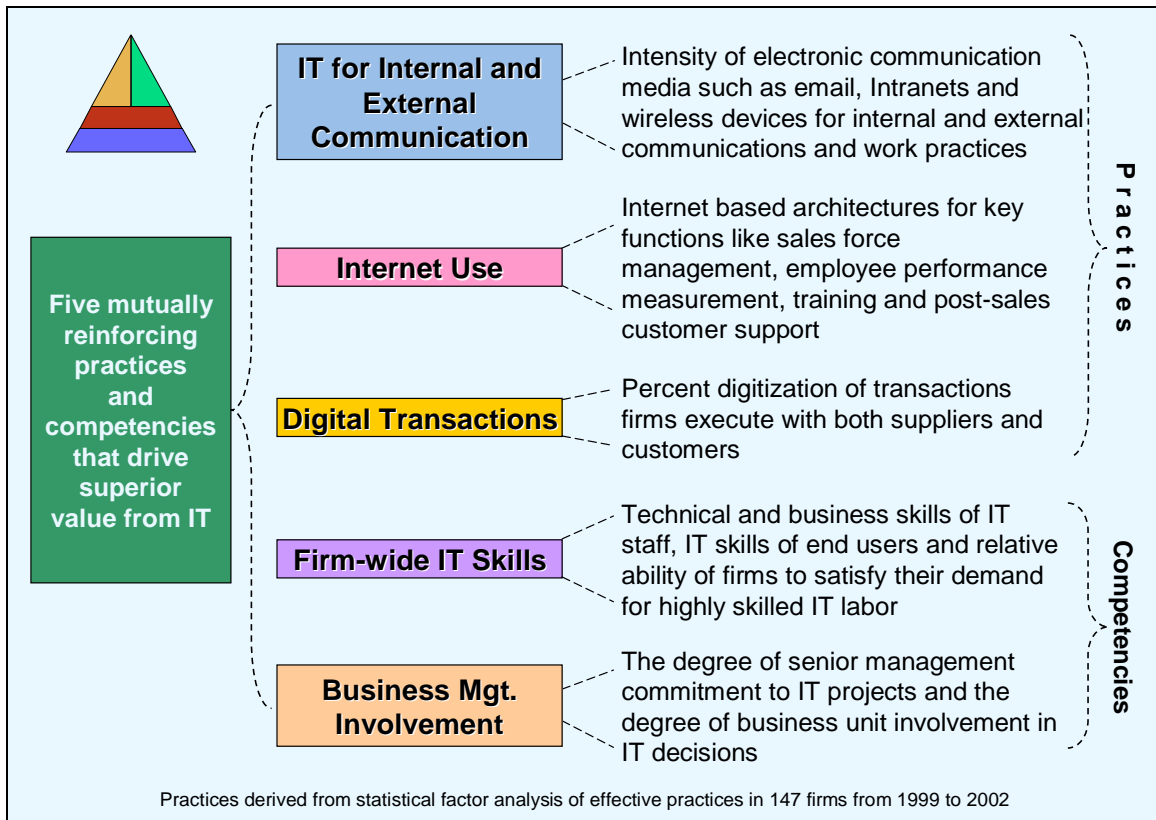 IT for Internal and
External
Communication
Intensity of electronic communication
media such as email, Intranets and
wireless devices for internal and external
communications and work practices
Internet Use
Internet based architectures for key
functions like sales force
management, employee performance
measurement, training and post-sales
customer support
Digital Transactions
Percent digitization of transactions
firms execute with both suppliers and
customers
Practices
Five mutually
reinforcing
practices
and
competencies
that drive
superior
value from IT
Firm-wide IT Skills
Technical and business skills of IT
staff, IT skills of end users and relative
ability of firms to satisfy their demand
for highly skilled IT labor
Business Mgt.
Involvement
The degree of senior management
commitment to IT projects and the
degree of business unit involvement in
IT decisions
Competencies
Practices derived from statistical factor analysis of effective practices in 147 firms from 1999 to 2002